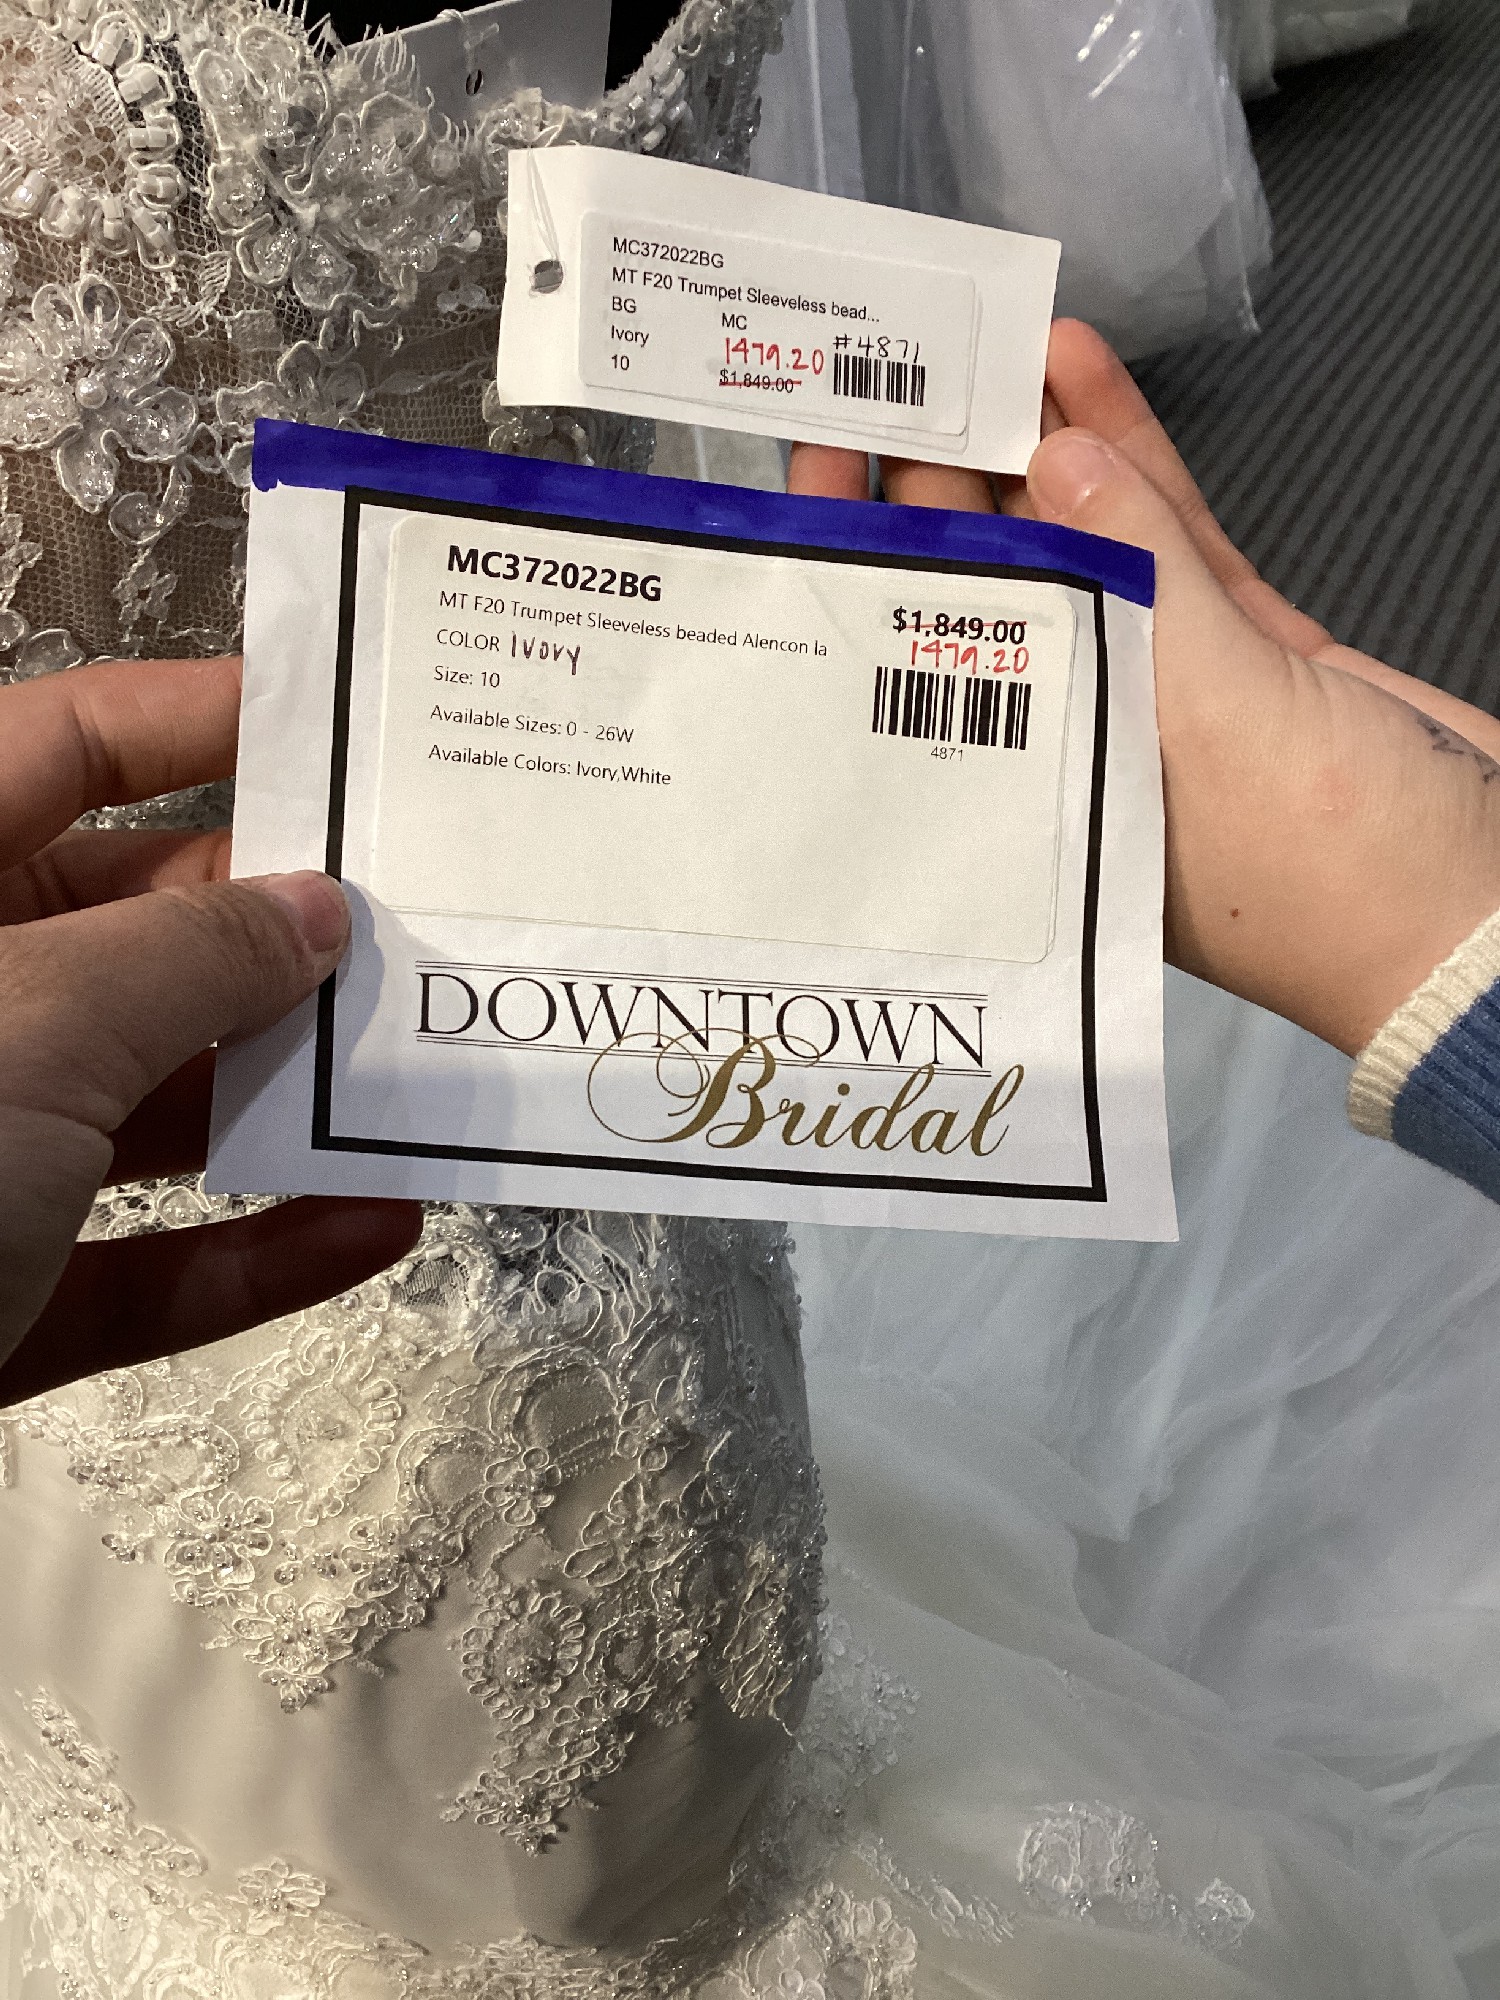 MC372022BG
MT F20 Trumpet Sleeveless bead...
BG MC
Ivory 1479.20 #4871
10 $1,849.00
MC372022BG
MT F20 Trumpet Sleeveless beaded Alencon la
COLOR Ivory
Size: 10
Available Sizes: 0 - 26W
Available Colors: Ivory,White
$1,849.00
1479.20
4871
DOWNTOWN
Bridal